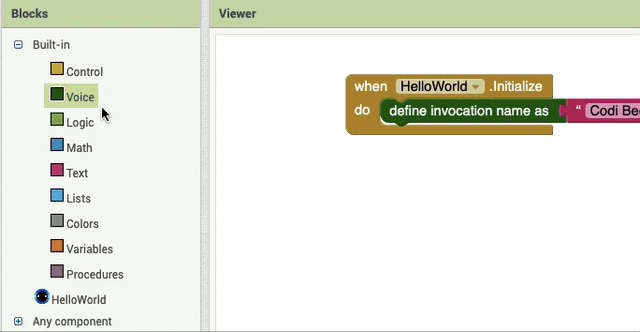 Blocks
Viewer
Built-in
Control
Voice
Logic
Math
Text
Lists
Colors
Variables
Procedures
HelloWorld
Any component
when HelloWorld .Initialize
do define invocation name as “ Codi